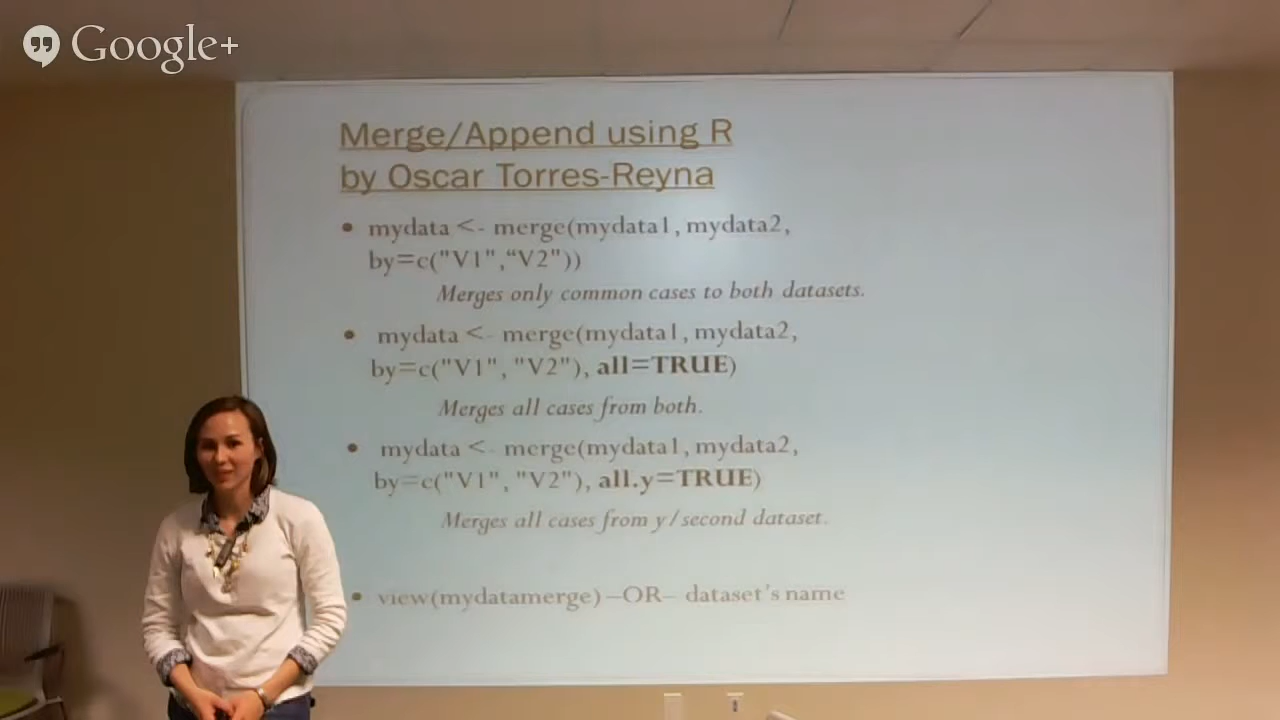 Google+
Merge/Append using R
by Oscar Torres-Reyna
• mydata <- merge(mydata1, mydata2,
by=c("V1",“V2"))
Merges only common cases to both datasets.
• mydata <- merge(mydata1, mydata2,
by=c("V1", "V2"), all=TRUE)
Merges all cases from both.
• mydata <- merge(mydata1, mydata2,
by=c("V1", "V2"), all.y=TRUE)
Merges all cases from y/second dataset.
• view(mydatamerge) –OR– dataset’s name